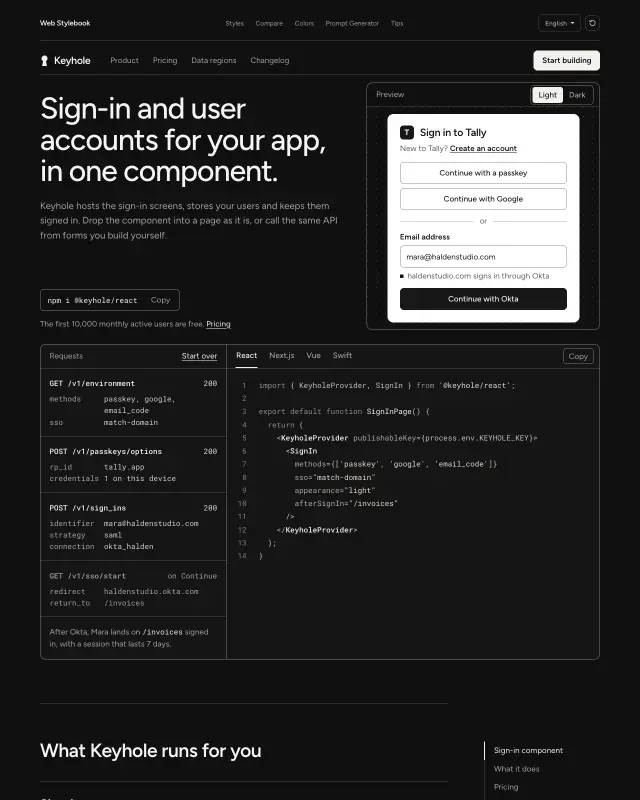 Web Stylebook
Styles
Compare
Colors
Prompt Generator
Tips
English
Keyhole
Product
Pricing
Data regions
Changelog
Start building
Sign-in and user
accounts for your app,
in one component.
Keyhole hosts the sign-in screens, stores your users and keeps them
signed in. Drop the component into a page as it is, or call the same API
from forms you build yourself.
npm i @keyhole/react
Copy
The first 10,000 monthly active users are free. Pricing
Preview
Light
Dark
T
Sign in to Tally
New to Tally? Create an account
Continue with a passkey
Continue with Google
or
Email address
mara@haldenstudio.com
haldenstudio.com signs in through Okta
Continue with Okta
Requests
Start over
GET /v1/environment 200
methods passkey, google,
email_code
sso match-domain
POST /v1/passkeys/options 200
rp_id tally.app
credentials 1 on this device
POST /v1/sign_ins 200
identifier mara@haldenstudio.com
strategy saml
connection okta_halden
GET /v1/sso/start on Continue
redirect haldenstudio.okta.com
return_to /invoices
After Okta, Mara lands on /invoices signed
in, with a session that lasts 7 days.
React
Next.js
Vue
Swift
Copy
1 import { KeyholeProvider, SignIn } from '@keyhole/react';
2
3 export default function SignInPage() {
4 return (
5 <KeyholeProvider publishableKey={process.env.KEYHOLE_KEY}>
6 <SignIn
7 methods={['passkey', 'google', 'email_code']}
8 sso="match-domain"
9 appearance="light"
10 afterSignIn="/invoices"
11 />
12 </KeyholeProvider>
13 );
14 }
What Keyhole runs for you
Sign-in component
What it does
Pricing